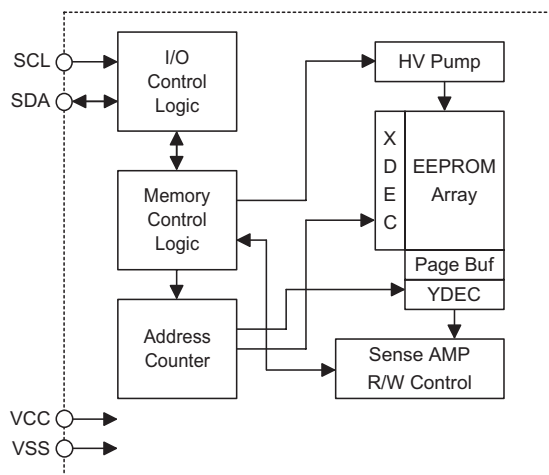 SCL
SDA
I/O
Control
Logic
HV Pump
X
D
E
C
EEPROM
Array
Memory
Control
Logic
Page Buf
YDEC
Address
Counter
Sense AMP
R/W Control
VCC
VSS